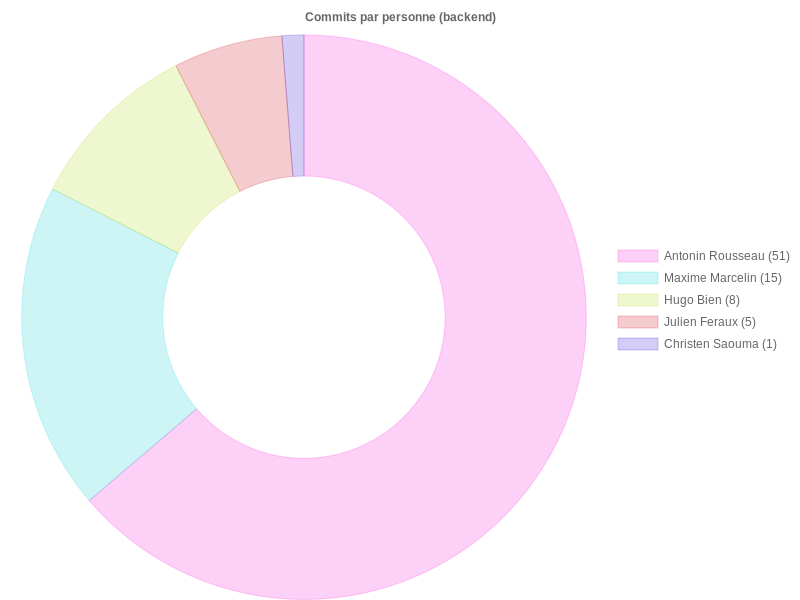 Commits par personne (backend)
Antonin Rousseau (51)
Maxime Marcelin (15)
Hugo Bien (8)
Julien Feraux (5)
Christen Saouma (1)